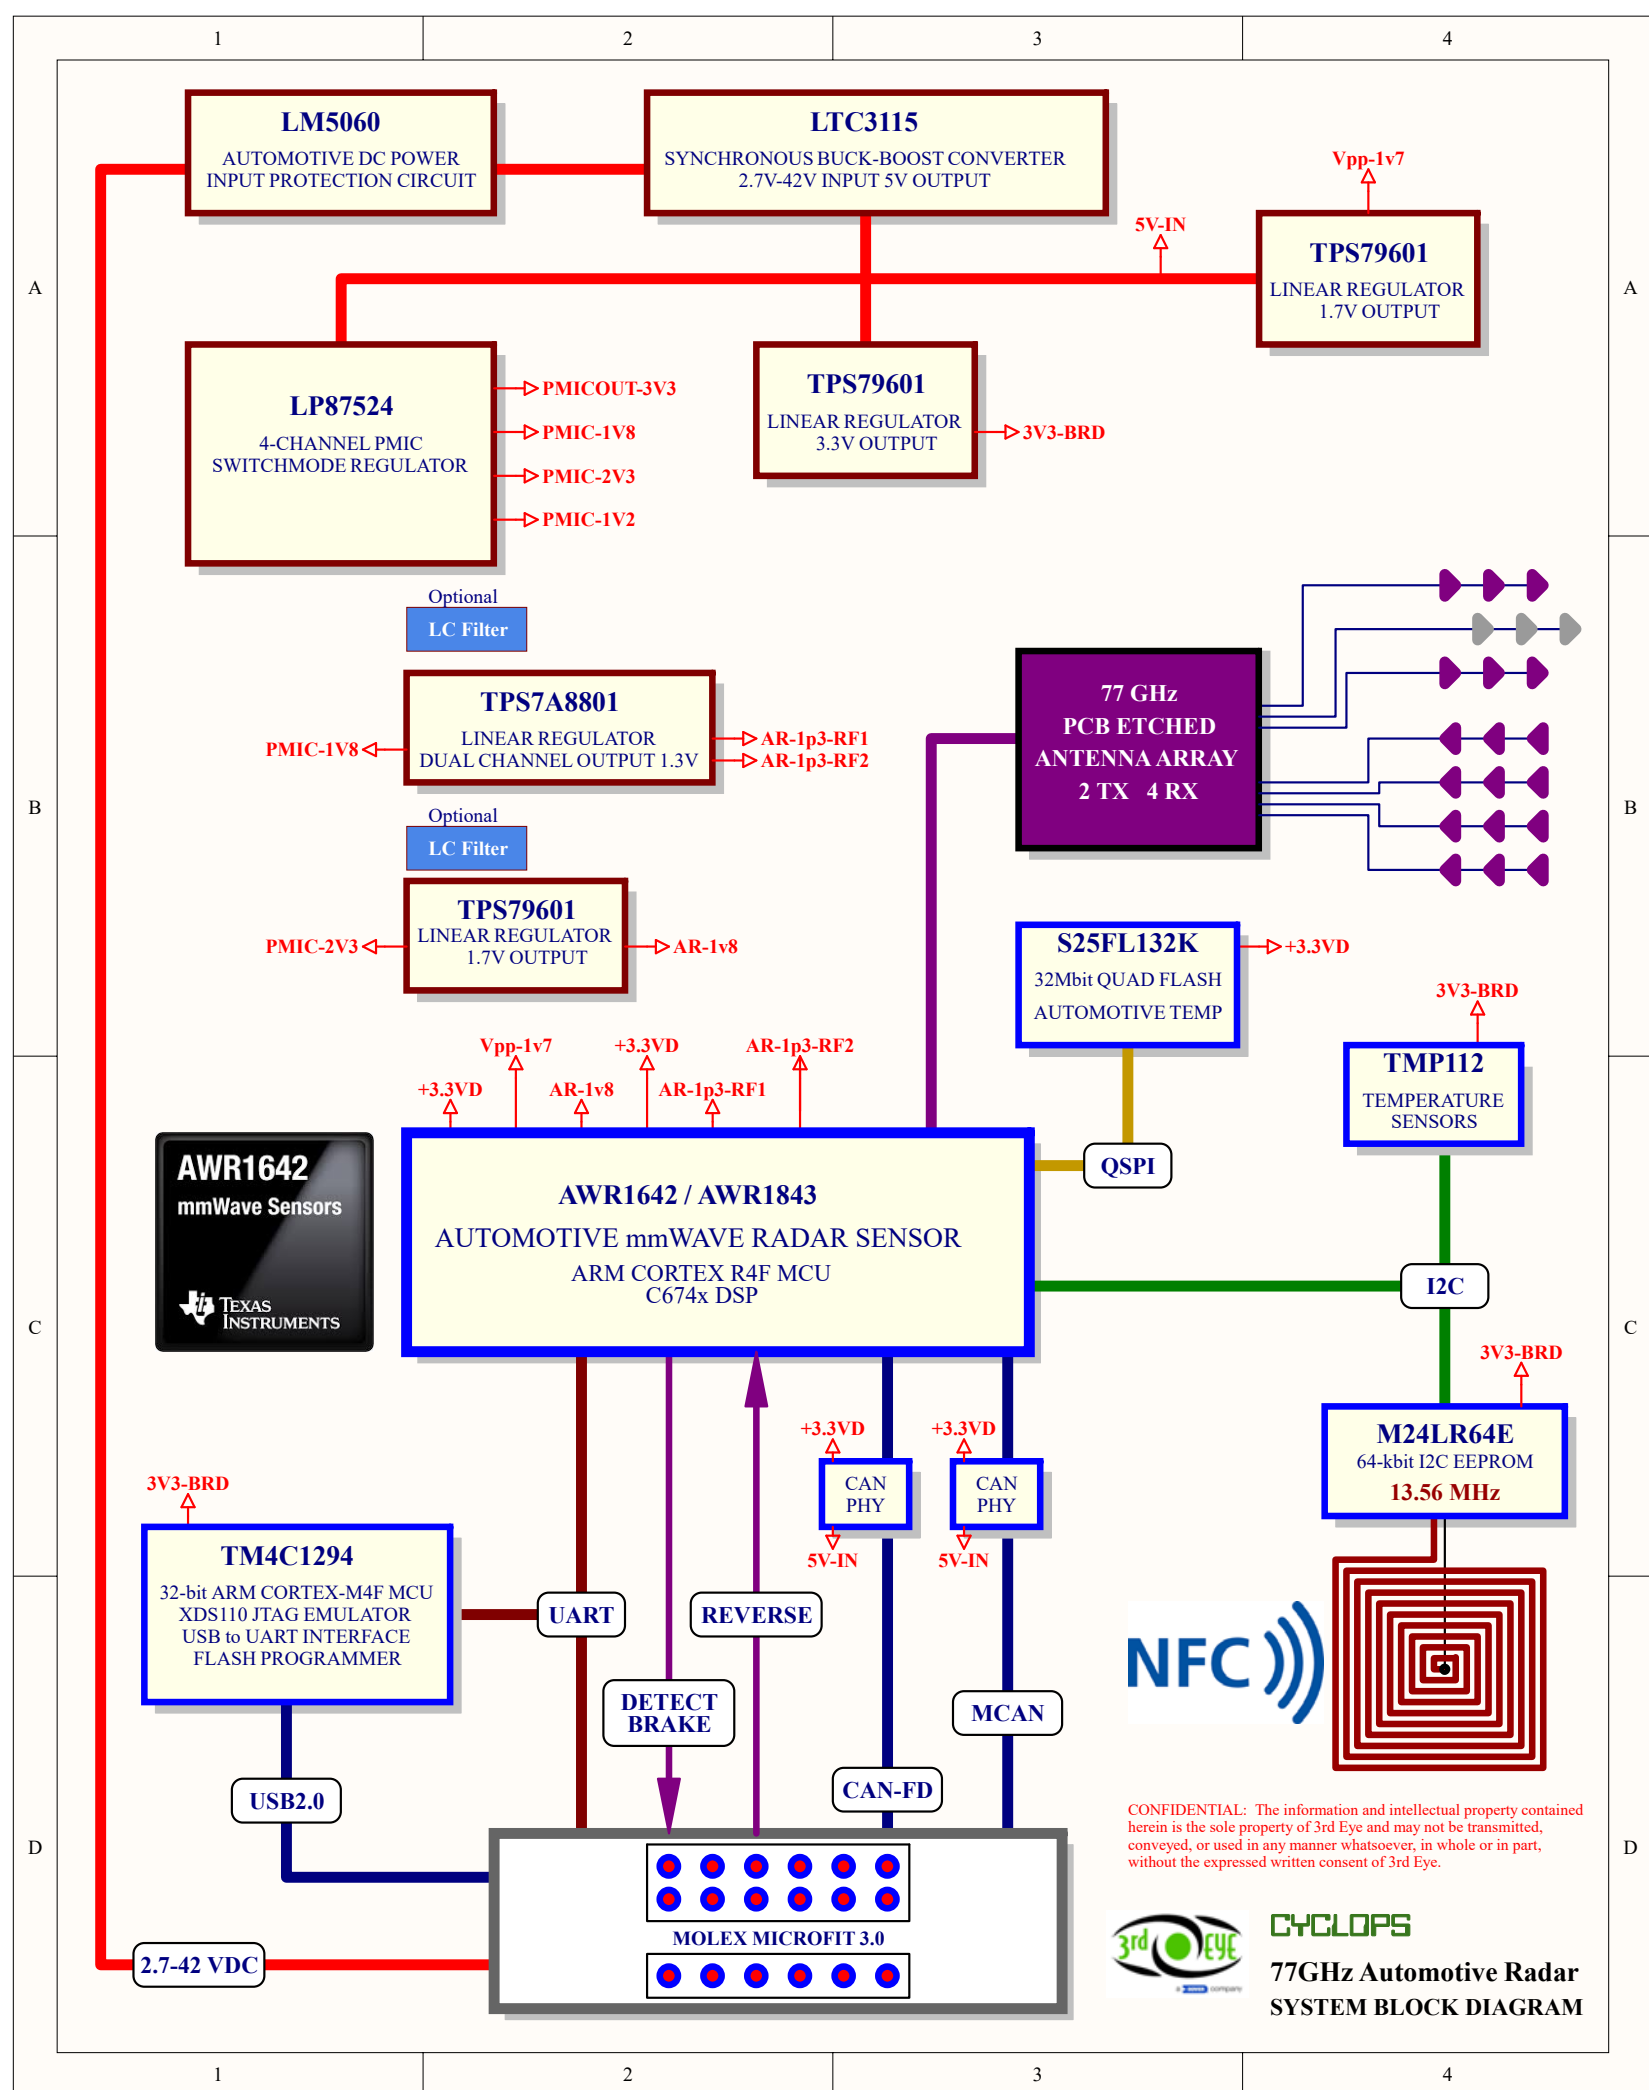 1
2
3
4
A
A
LM5060
AUTOMOTIVE DC POWER
INPUT PROTECTION CIRCUIT
LTC3115
SYNCHRONOUS BUCK-BOOST CONVERTER
2.7V-42V INPUT 5V OUTPUT
Vpp-1v7
5V-IN
TPS79601
LINEAR REGULATOR
1.7V OUTPUT
LP87524
4-CHANNEL PMIC
SWITCHMODE REGULATOR
PMICOUT-3V3
PMIC-1V8
PMIC-2V3
PMIC-1V2
TPS79601
LINEAR REGULATOR
3.3V OUTPUT
3V3-BRD
B
B
Optional
LC Filter
TPS7A8801
LINEAR REGULATOR
DUAL CHANNEL OUTPUT 1.3V
PMIC-1V8
AR-1p3-RF1
AR-1p3-RF2
77 GHz
PCB ETCHED
ANTENNA ARRAY
2 TX 4 RX
Optional
LC Filter
TPS79601
LINEAR REGULATOR
1.7V OUTPUT
PMIC-2V3
AR-1v8
S25FL132K
32Mbit QUAD FLASH
AUTOMOTIVE TEMP
+3.3VD
3V3-BRD
TMP112
TEMPERATURE
SENSORS
C
C
Vpp-1v7
+3.3VD
AR-1p3-RF2
+3.3VD
AR-1v8
AR-1p3-RF1
AWR1642
mmWave Sensors
TEXAS
INSTRUMENTS
AWR1642 / AWR1843
AUTOMOTIVE mmWAVE RADAR SENSOR
ARM CORTEX R4F MCU
C674x DSP
QSPI
I2C
3V3-BRD
M24LR64E
64-kbit I2C EEPROM
13.56 MHz
+3.3VD
CAN
PHY
5V-IN
+3.3VD
CAN
PHY
5V-IN
3V3-BRD
TM4C1294
32-bit ARM CORTEX-M4F MCU
XDS110 JTAG EMULATOR
USB to UART INTERFACE
FLASH PROGRAMMER
UART
REVERSE
DETECT
BRAKE
MCAN
CAN-FD
USB2.0
NFC
D
D
CONFIDENTIAL: The information and intellectual property contained
herein is the sole property of 3rd Eye and may not be transmitted,
conveyed, or used in any manner whatsoever, in whole or in part,
without the expressed written consent of 3rd Eye.
MOLEX MICROFIT 3.0
2.7-42 VDC
3rd EYE
CYCLOPS
77GHz Automotive Radar
SYSTEM BLOCK DIAGRAM
1
2
3
4